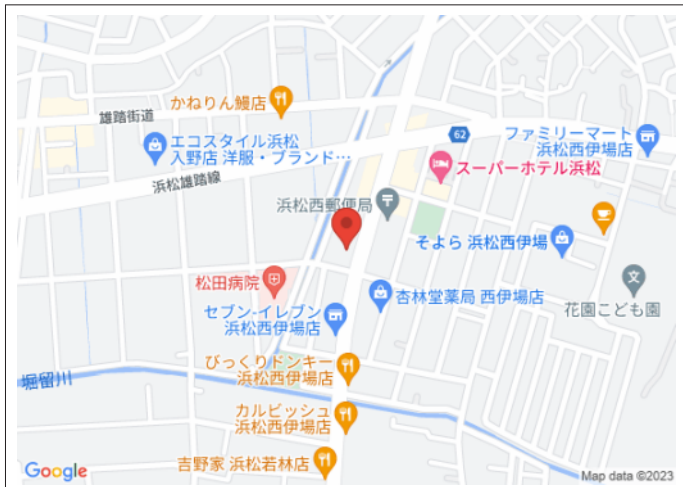 かねりん鰻店
雄踏街道
エコスタイル浜松
入野店 洋服・ブランド…
浜松雄踏線
62
ファミリーマート
浜松西伊場店
スーパーホテル浜松
浜松西郵便局
そよら 浜松西伊場
松田病院
杏林堂薬局 西伊場店
文
花園こども園
セブン-イレブン
浜松西伊場店
びっくりドンキー
浜松西伊場店
堀留川
カルビッシュ
浜松西伊場店
吉野家 浜松若林店
Google
Map data ©2023